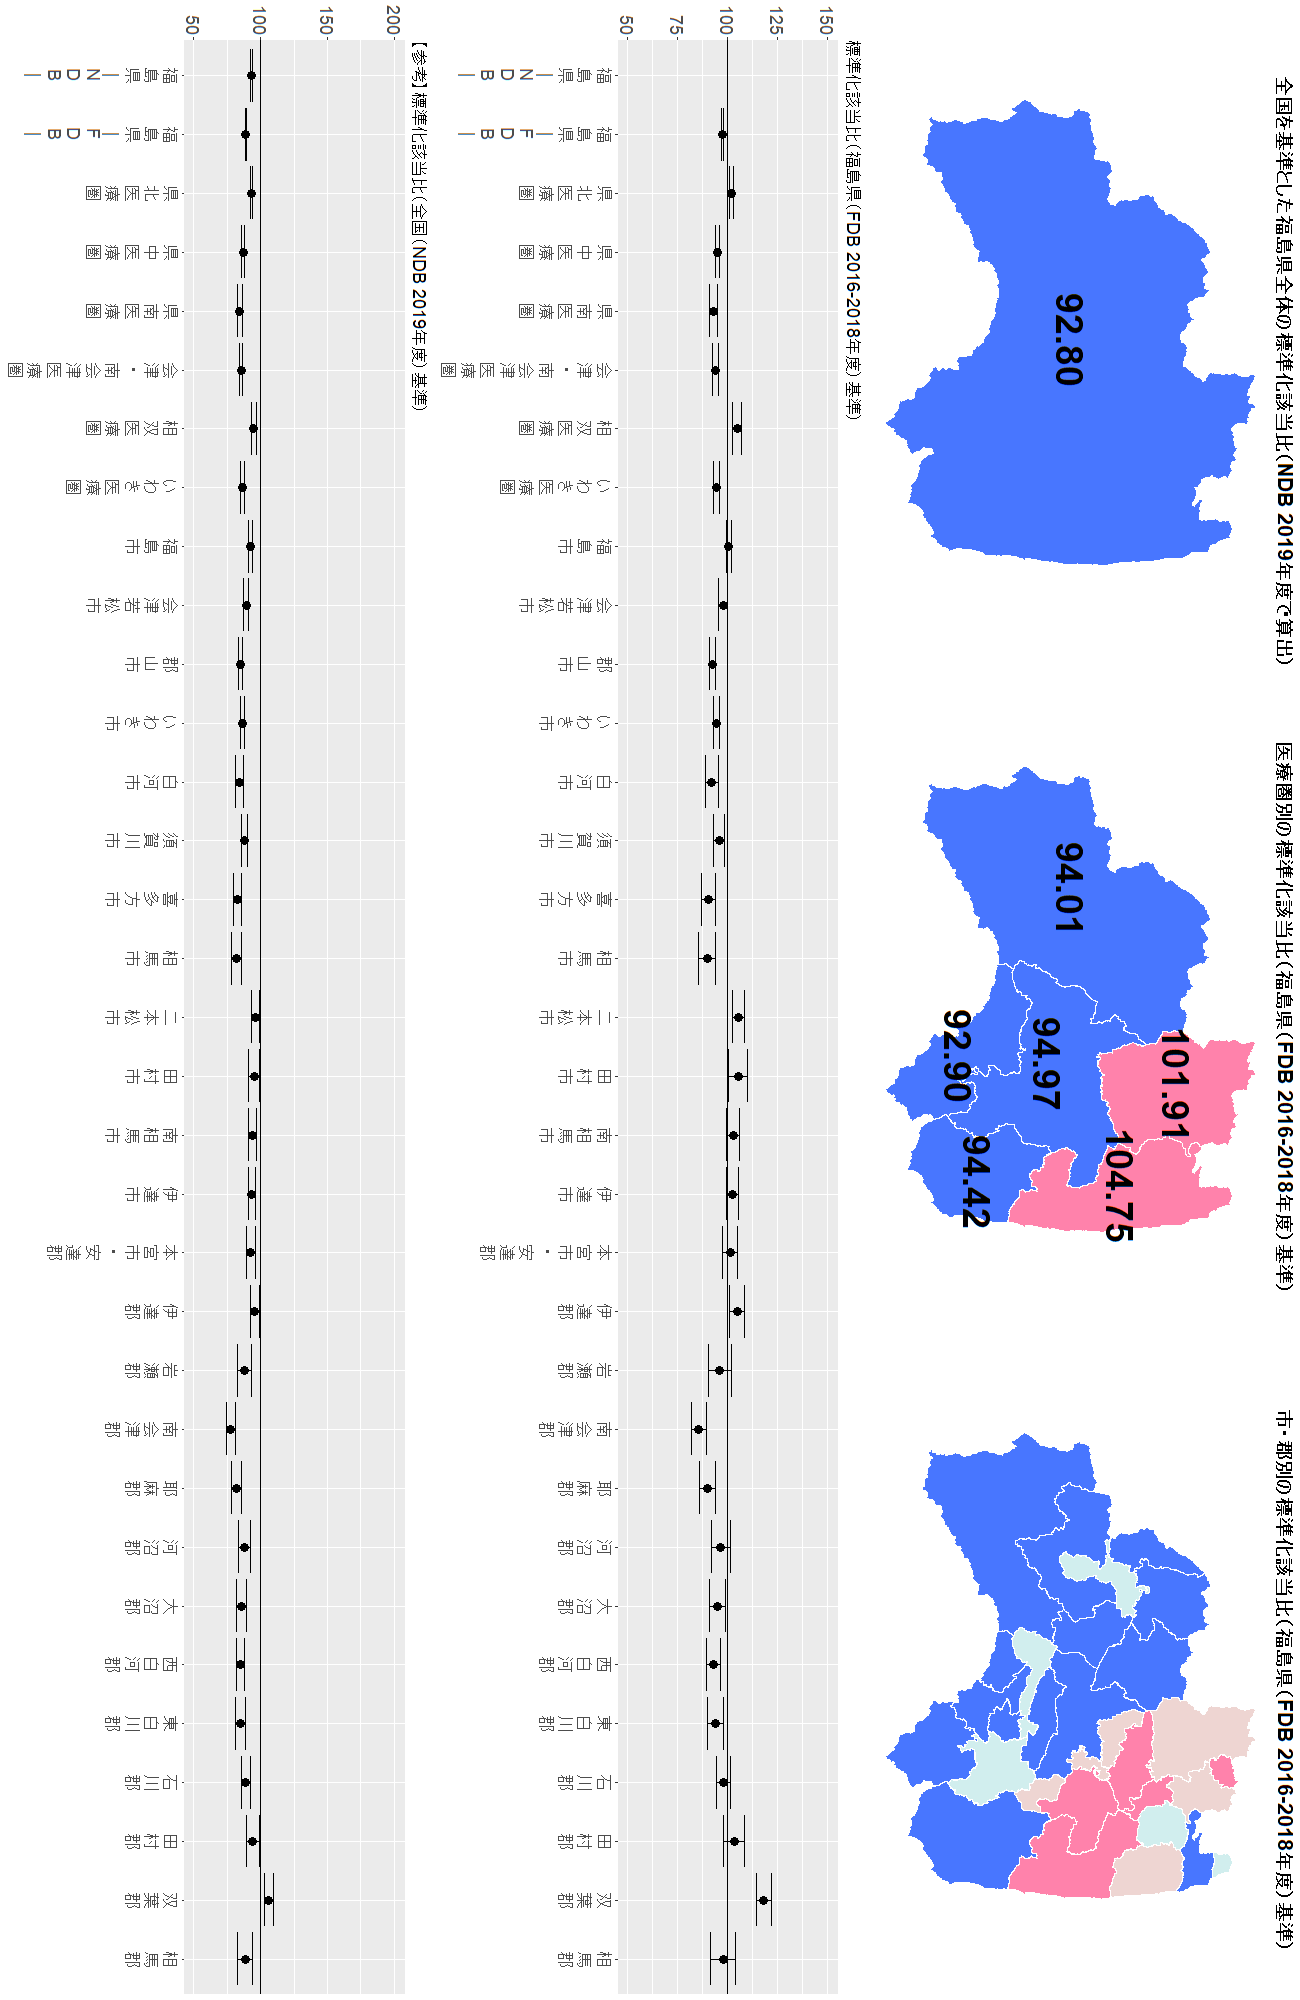 全国を基準とした福島県全体の標準化該当比(NDB 2019年度で算出)
92.80
医療圏別の標準化該当比(福島県(FDB 2016-2018年度)基準)
94.01
101.91
94.97
104.75
92.90
94.42
市・郡別の標準化該当比(福島県(FDB 2016-2018年度)基準)
標準化該当比(福島県(FDB 2016-2018年度)基準)
150
125
100
75
50
福島県ーNDBー
福島県ーFDBー
県北医療圏
県中医療圏
県南医療圏
会津・南会津医療圏
相双医療圏
いわき医療圏
福島市
会津若松市
郡山市
いわき市
白河市
須賀川市
喜多方市
相馬市
二本松市
田村市
南相馬市
伊達市
本宮市・安達郡
伊達郡
岩瀬郡
南会津郡
耶麻郡
河沼郡
大沼郡
西白河郡
東白川郡
石川郡
田村郡
双葉郡
相馬郡
【参考】標準化該当比(全国(NDB 2019年度)基準)
200
100
50
福島県ーNDBー
福島県ーFDBー
県北医療圏
県中医療圏
県南医療圏
会津・南会津医療圏
相双医療圏
いわき医療圏
福島市
会津若松市
郡山市
いわき市
白河市
須賀川市
喜多方市
相馬市
二本松市
田村市
南相馬市
伊達市
本宮市・安達郡
伊達郡
岩瀬郡
南会津郡
耶麻郡
河沼郡
大沼郡
西白河郡
東白川郡
石川郡
田村郡
双葉郡
相馬郡